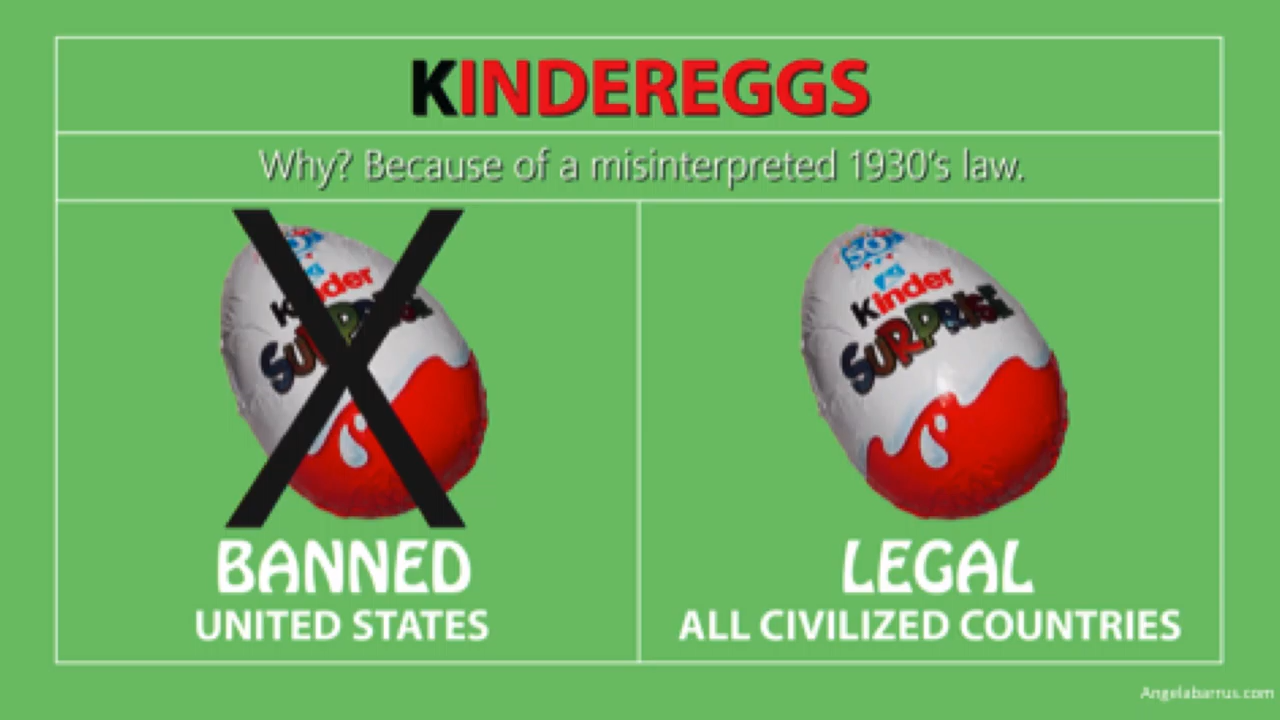 KINDEREGGS
Why? Because of a misinterpreted 1930's law.
Kinder
SURPRISE
Kinder
SURPRISE
BANNED
UNITED STATES
LEGAL
ALL CIVILIZED COUNTRIES
Angelabarrus.com